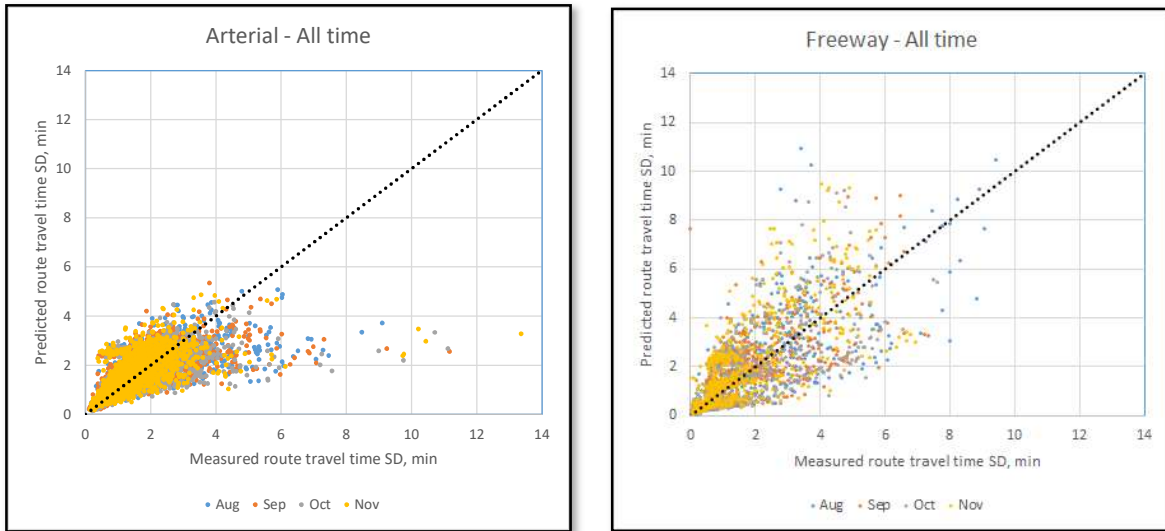 Arterial - All time
14
12
10
8
6
4
2
0
Predicted route travel time SD, min
0 2 4 6 8 10 12 14
Measured route travel time SD, min
Aug Sep Oct Nov
Freeway - All time
14
12
10
8
6
4
2
0
Predicted route travel time SD, min
0 2 4 6 8 10 12 14
Measured route travel time SD, min
Aug Sep Oct Nov